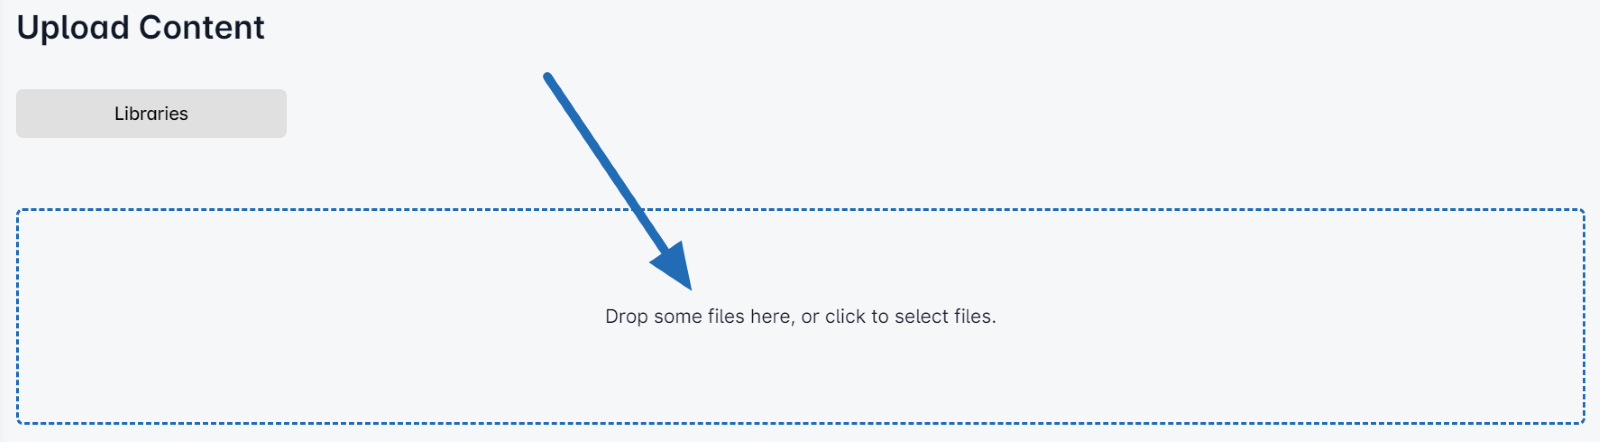 Upload Content
Libraries
Drop some files here, or click to select files.